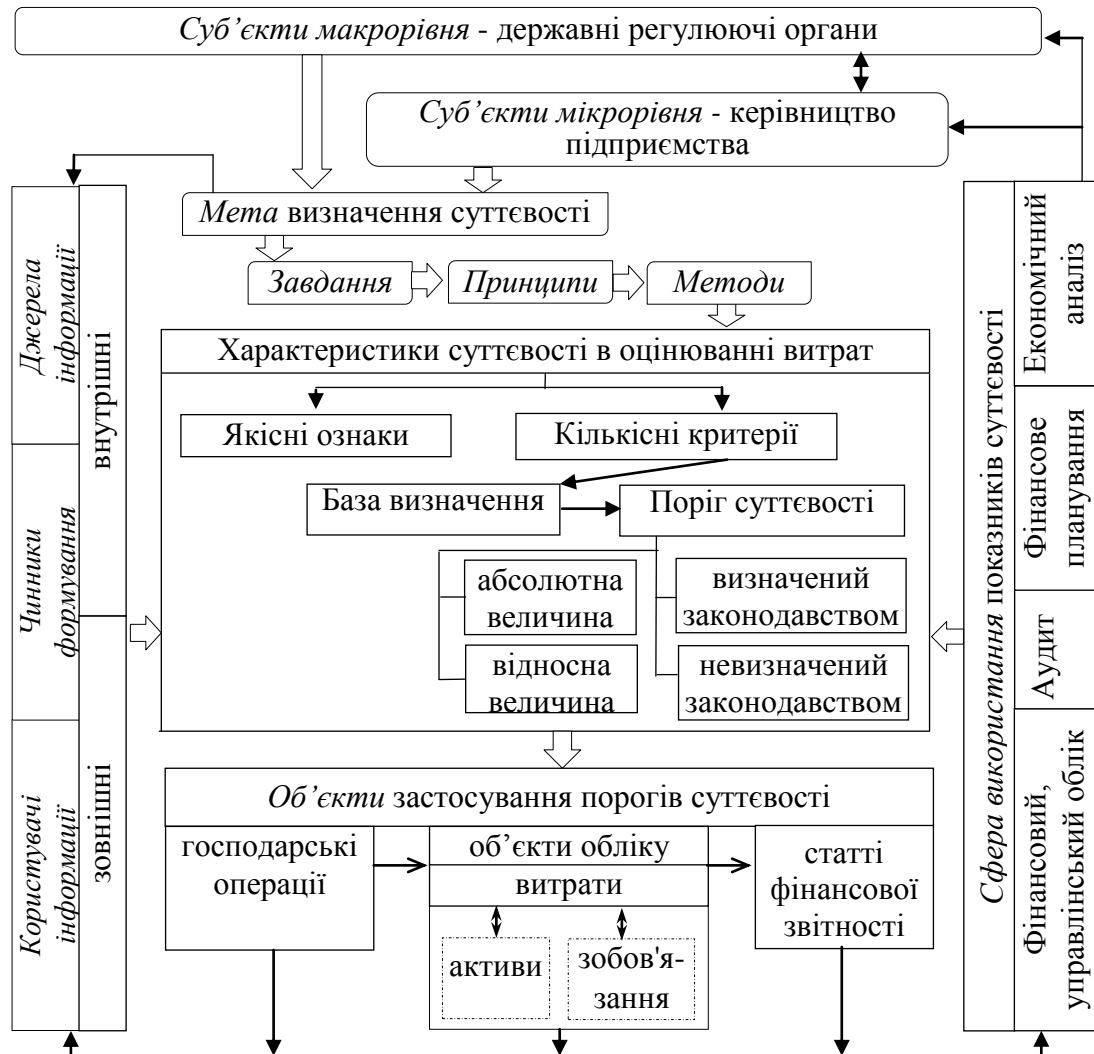 Суб’єкти макрорівня - державні регулюючі органи
Суб’єкти мікрорівня - керівництво
підприємства
Мета визначення суттєвості
Завдання
Принципи
Методи
Характеристики суттєвості в оцінюванні витрат
Якісні ознаки
Кількісні критерії
База визначення
Поріг суттєвості
абсолютна
величина
визначений
законодавством
відносна
величина
невизначений
законодавством
Об’єкти застосування порогів суттєвості
господарські
операції
об’єкти обліку
витрати
активи
зобов'я-
зання
статті
фінансової
звітності
Джерела
інформації
Чинники
формування
Користувачі
інформації
внутрішні
зовнішні
Сфера використання показників суттєвості
Економічний
аналіз
Фінансове
планування
Аудит
Фінансовий,
управлінський облік